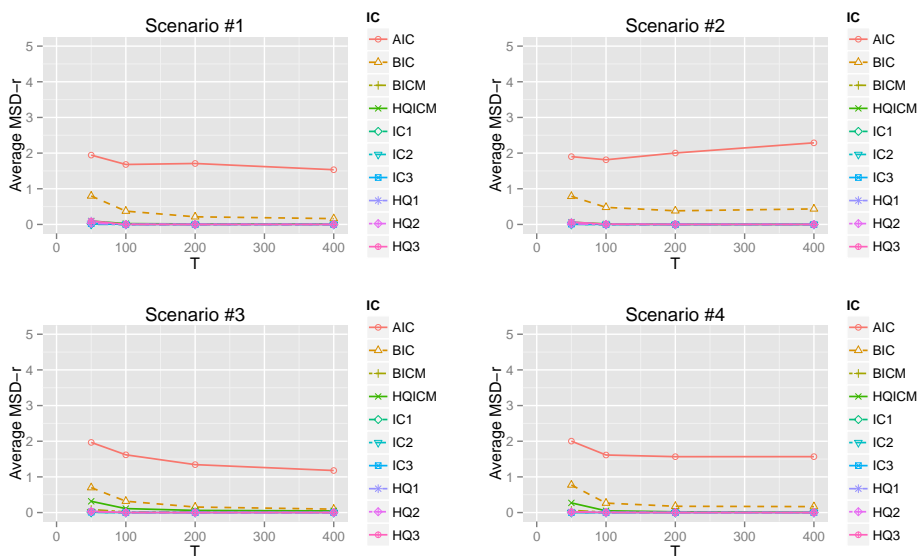 Scenario #1
Average MSD−r
5
4
3
2
1
0
0
100
200
300
400
T
IC
AIC
BIC
BICM
HQICM
IC1
IC2
IC3
HQ1
HQ2
HQ3
Scenario #2
Average MSD−r
5
4
3
2
1
0
0
100
200
300
400
T
IC
AIC
BIC
BICM
HQICM
IC1
IC2
IC3
HQ1
HQ2
HQ3
Scenario #3
Average MSD−r
5
4
3
2
1
0
0
100
200
300
400
T
IC
AIC
BIC
BICM
HQICM
IC1
IC2
IC3
HQ1
HQ2
HQ3
Scenario #4
Average MSD−r
5
4
3
2
1
0
0
100
200
300
400
T
IC
AIC
BIC
BICM
HQICM
IC1
IC2
IC3
HQ1
HQ2
HQ3